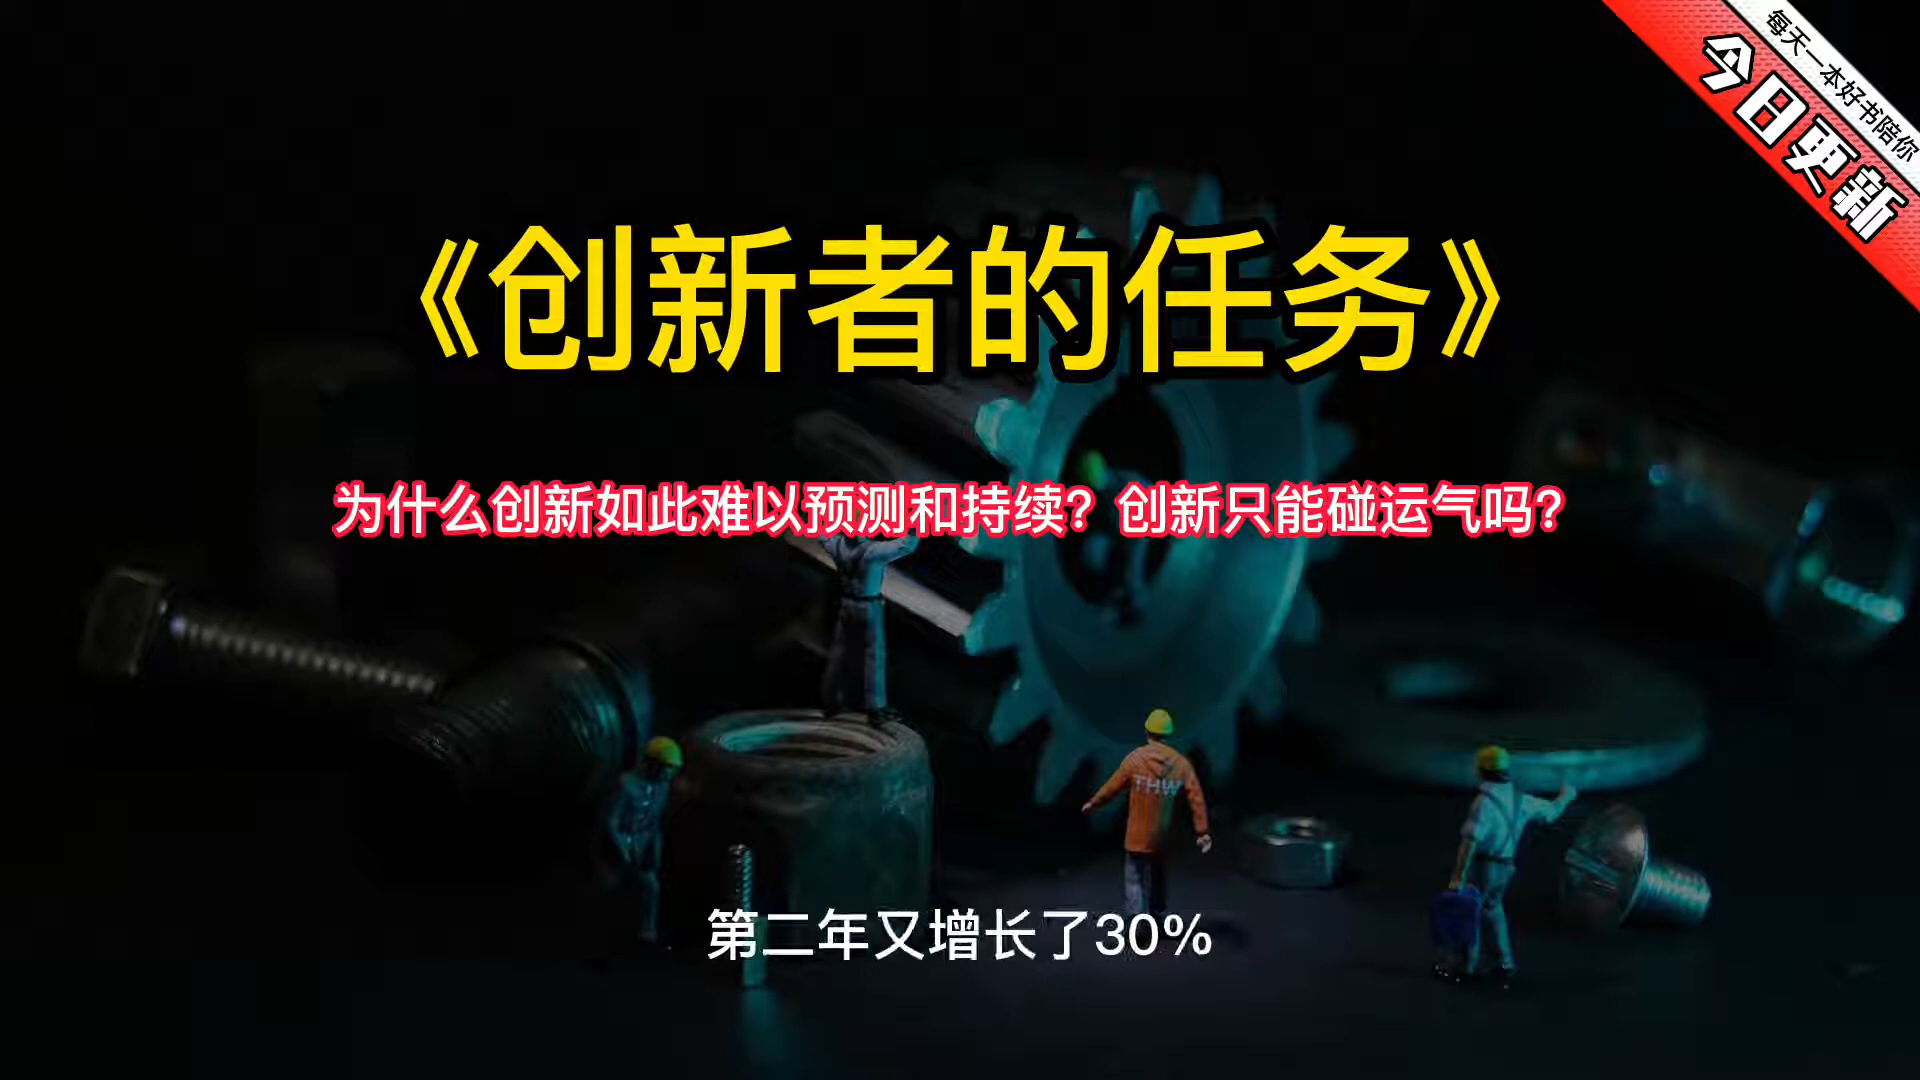 每天一本好书陪你
今日更新
《创新者的任务》
为什么创新如此难以预测和持续？创新只能碰运气吗？
THW
第二年又增长了30%